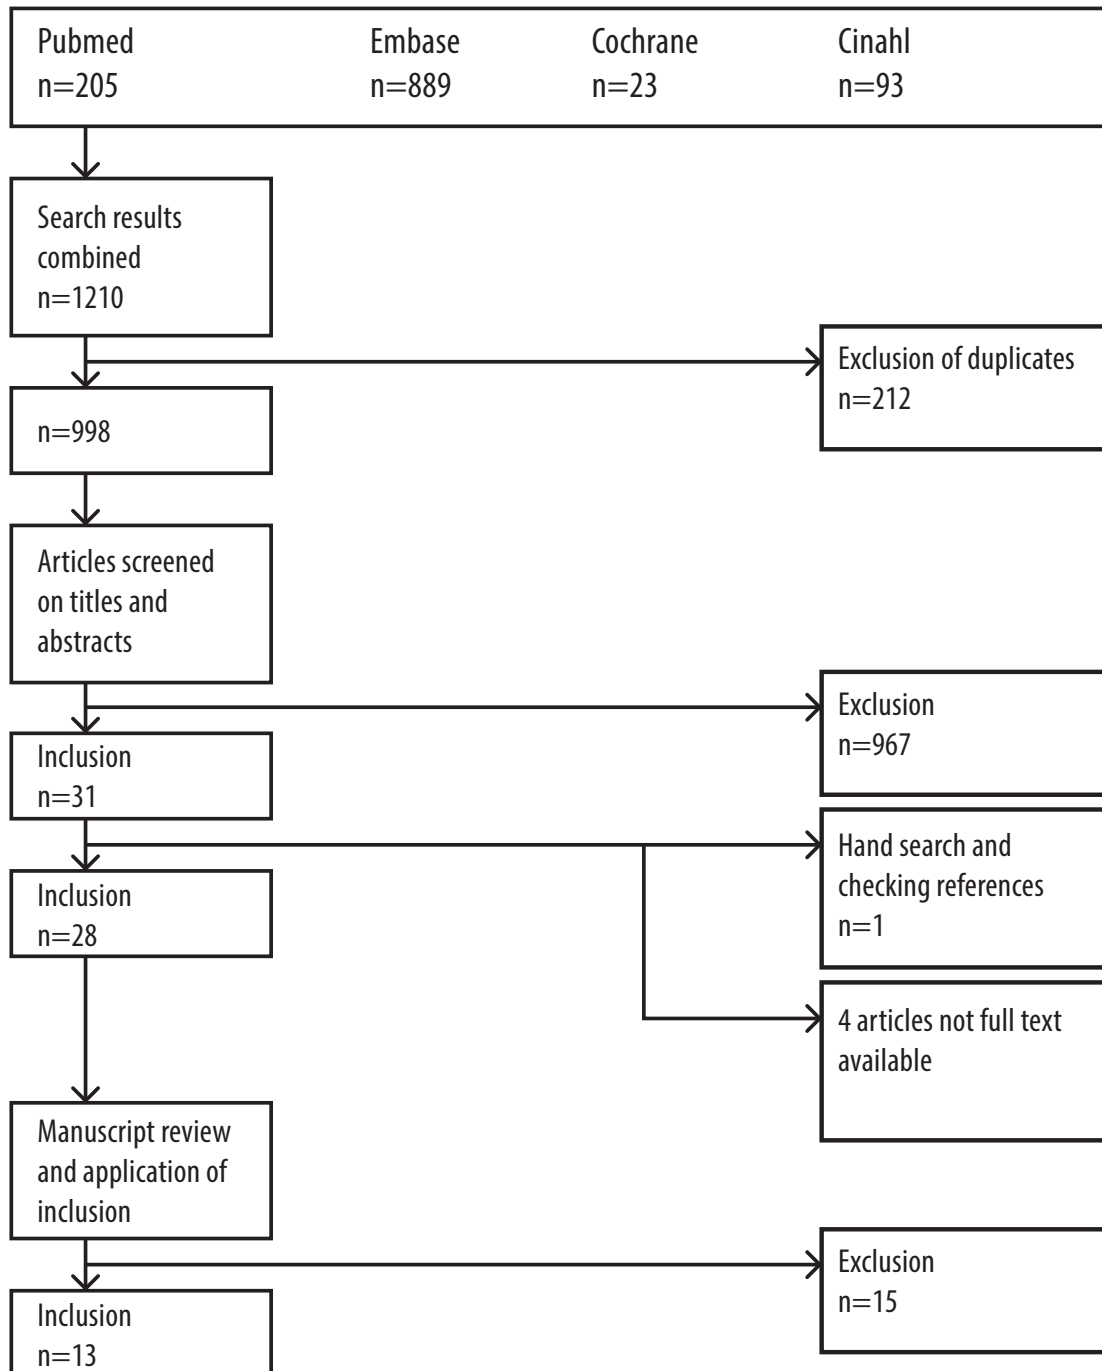 Pubmed Embase Cochrane Cinahl
n=205 n=889 n=23 n=93
Search results
combined
n=1210
Exclusion of duplicates
n=212
n=998
Articles screened
on titles and
abstracts
Exclusion
n=967
Inclusion
n=31
Hand search and
checking references
n=1
Inclusion
n=28
4 articles not full text
available
Manuscript review
and application of
inclusion
Exclusion
n=15
Inclusion
n=13